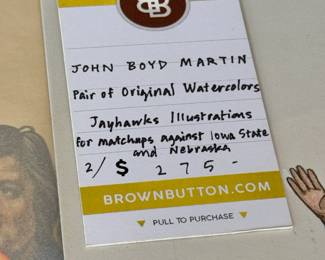 BB
JOHN BOYD MARTIN
Pair of Original Watercolors
Jayhawks Illustrations
for matchups against Iowa State
and Nebraska
2/$ 275-
BROWNBUTTON.COM
PULL TO PURCHASE